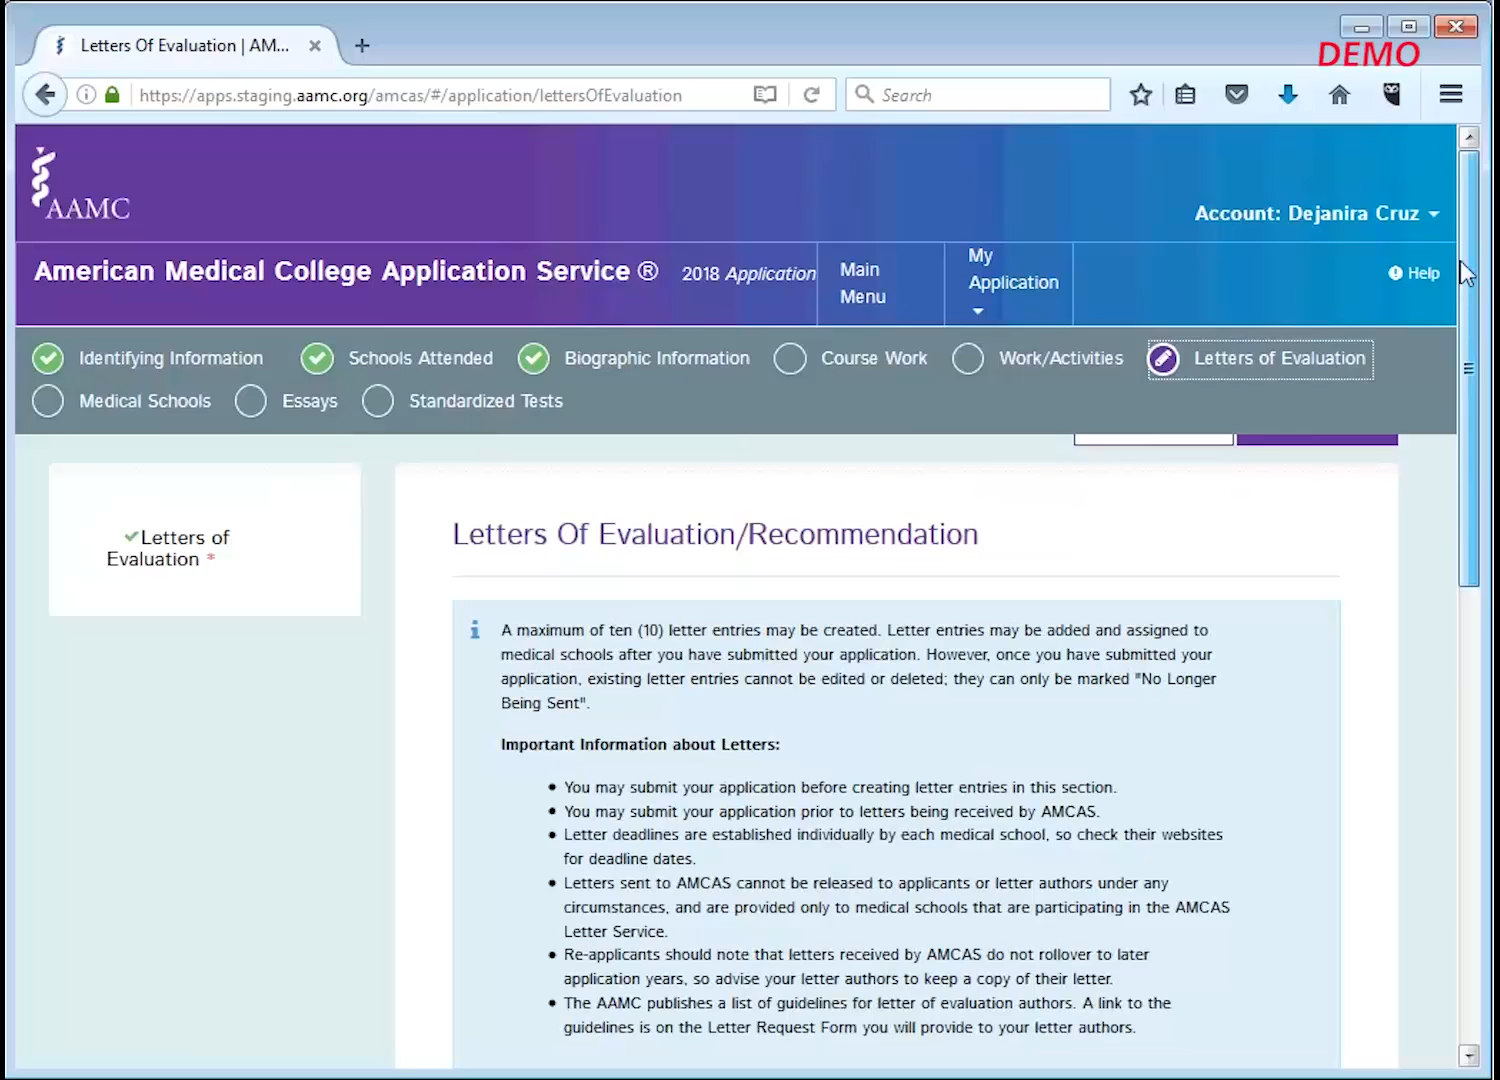 Letters Of Evaluation | AM...
DEMO
https://apps.staging.aamc.org/amcas/#/application/lettersOfEvaluation
Search
AAMC
Account: Dejanira Cruz
American Medical College Application Service ®
2018 Application
Main
Menu
My
Application
Help
Identifying Information
Schools Attended
Biographic Information
Course Work
Work/Activities
Letters of Evaluation
Medical Schools
Essays
Standardized Tests
Letters of
Evaluation *
Letters Of Evaluation/Recommendation
A maximum of ten (10) letter entries may be created. Letter entries may be added and assigned to
medical schools after you have submitted your application. However, once you have submitted your
application, existing letter entries cannot be edited or deleted; they can only be marked "No Longer
Being Sent".
Important Information about Letters:
• You may submit your application before creating letter entries in this section.
• You may submit your application prior to letters being received by AMCAS.
• Letter deadlines are established individually by each medical school, so check their websites
for deadline dates.
• Letters sent to AMCAS cannot be released to applicants or letter authors under any
circumstances, and are provided only to medical schools that are participating in the AMCAS
Letter Service.
• Re-applicants should note that letters received by AMCAS do not rollover to later
application years, so advise your letter authors to keep a copy of their letter.
• The AAMC publishes a list of guidelines for letter of evaluation authors. A link to the
guidelines is on the Letter Request Form you will provide to your letter authors.